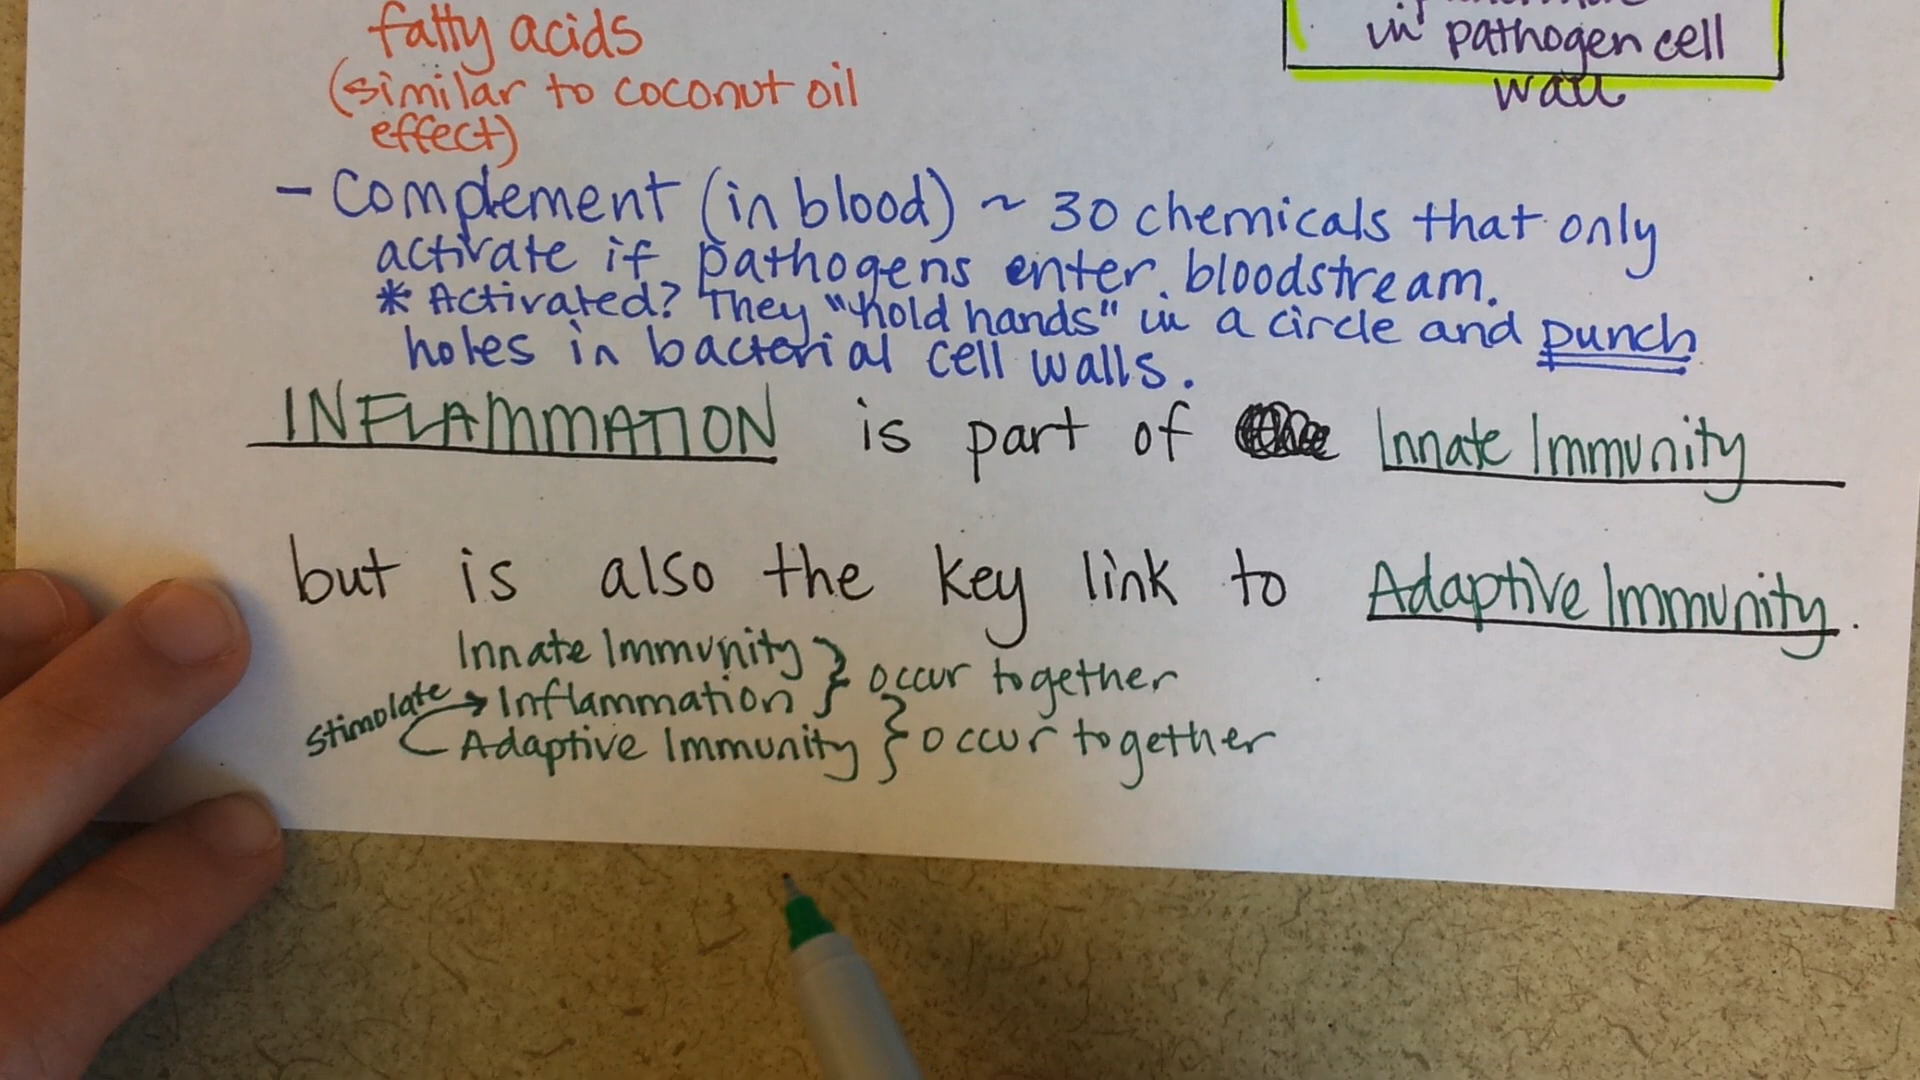 fatty acids
(similar to coconut oil
effect)
in pathogen cell
wall
- Complement (in blood) ~ 30 chemicals that only
activate if pathogens enter bloodstream.
* Activated? They "hold hands" in a circle and punch
holes in bacterial cell walls.
INFLAMMATION is part of Innate Immunity
but is also the key link to Adaptive Immunity.
Innate Immunity } occur together
stimolate → Inflammation
Adaptive Immunity } occur together